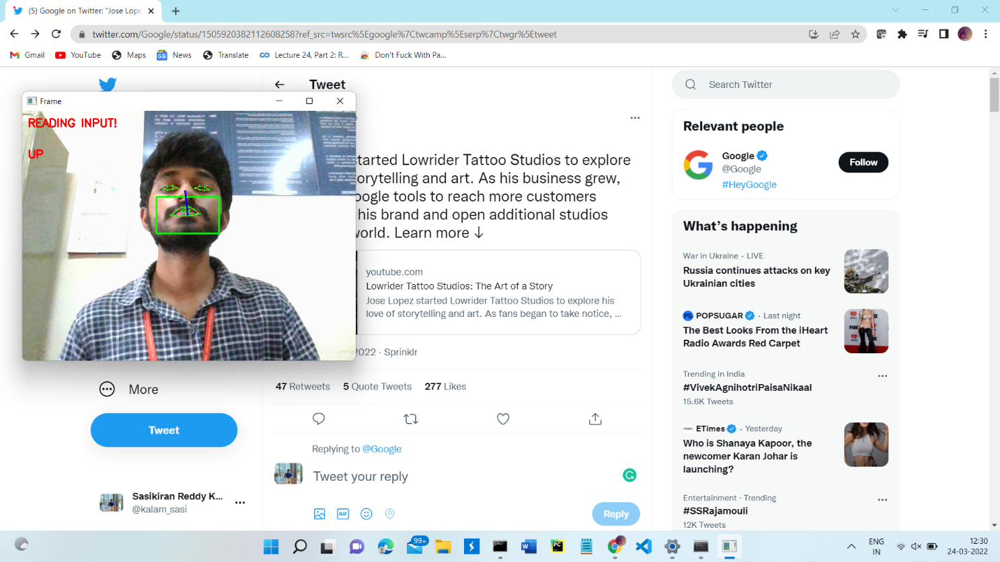 (5) Google on Twitter: "Jose Lope
twitter.com/Google/status/1505920382112608258?ref_src=twsrc%5Egoogle%7Ctwcamp%5Eserp%7Ctwgr%5Etweet
Gmail
YouTube
Maps
News
Translate
Lecture 24, Part 2: R...
Don't Fuck With Pa...
Tweet
Search Twitter
Frame
READING INPUT!
UP
tarted Lowrider Tattoo Studios to explore
orytelling and art. As his business grew,
oogle tools to reach more customers
his brand and open additional studios
world. Learn more ↓
youtube.com
Lowrider Tattoo Studios: The Art of a Story
Jose Lopez started Lowrider Tattoo Studios to explore his
love of storytelling and art. As fans began to take notice, ...
2022 · Sprinklr
47 Retweets 5 Quote Tweets 277 Likes
Replying to @Google
Tweet your reply
GIF
Reply
More
Tweet
Sasikiran Reddy K...
@kalam_sasi
Relevant people
Google
@Google
#HeyGoogle
Follow
What's happening
War in Ukraine · LIVE
Russia continues attacks on key
Ukrainian cities
POPSUGAR · Last night
The Best Looks From the iHeart
Radio Awards Red Carpet
Trending in India
#VivekAgnihotriPaisaNikaal
15.6K Tweets
ETimes · Yesterday
Who is Shanaya Kapoor, the
newcomer Karan Johar is
launching?
Entertainment · Trending
#SSRajamouli
12K Tweets
99+
ENG
IN
12:30
24-03-2022